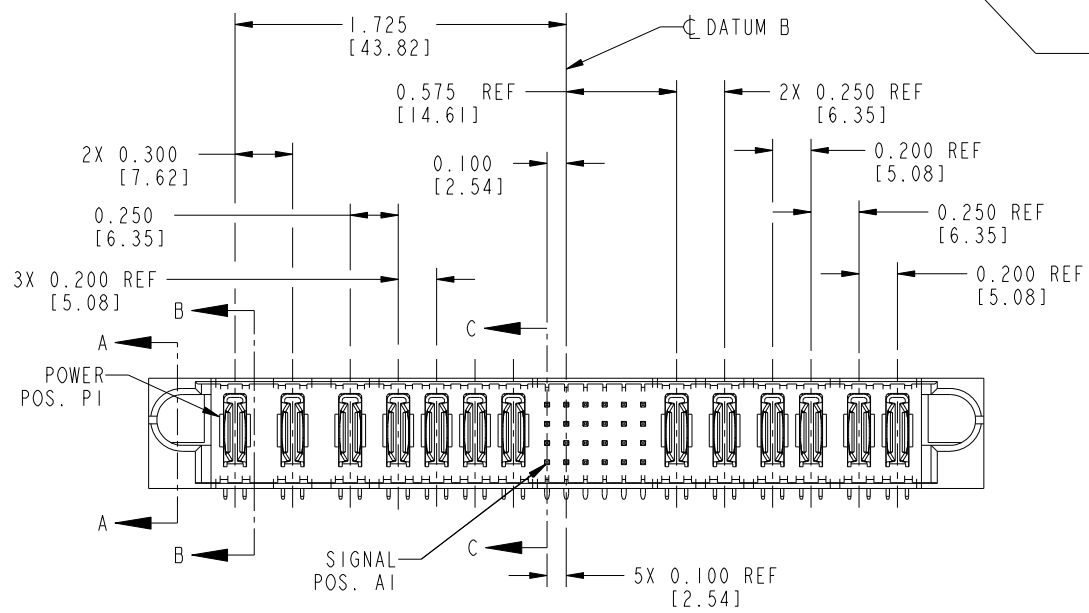 1.725
[43.82]
℄ DATUM B
0.575 REF
[14.61]
2X 0.250 REF
[6.35]
2X 0.300
[7.62]
0.100
[2.54]
0.200 REF
[5.08]
0.250
[6.35]
0.250 REF
[6.35]
3X 0.200 REF
[5.08]
0.200 REF
[5.08]
B
C
A
POWER
POS. P1
A
B
C
SIGNAL
POS. A1
5X 0.100 REF
[2.54]